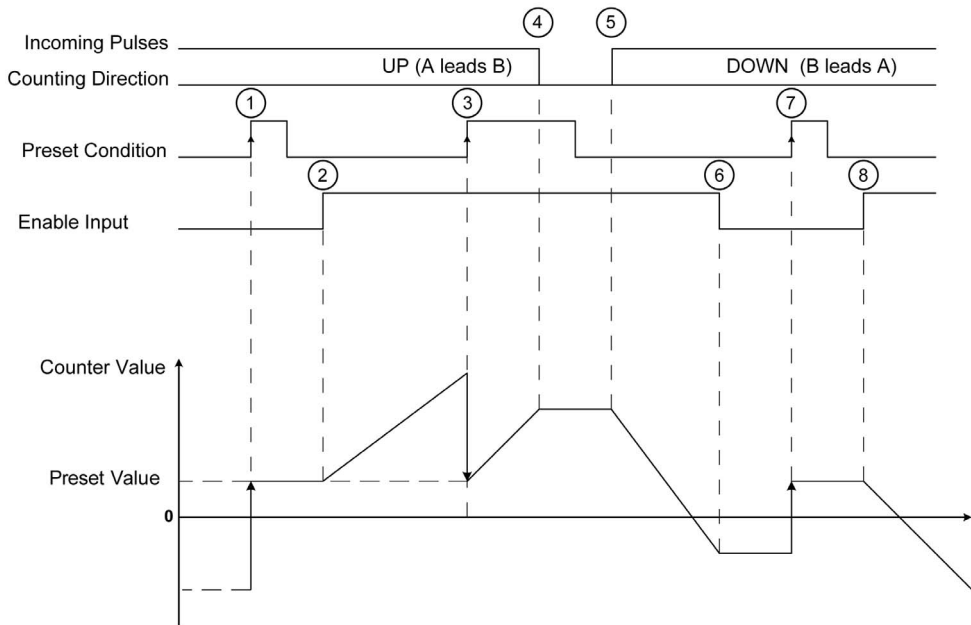 4
5
Incoming Pulses
UP (A leads B)
DOWN (B leads A)
Counting Direction
1
3
7
Preset Condition
2
6
8
Enable Input
Counter Value
Preset Value
0